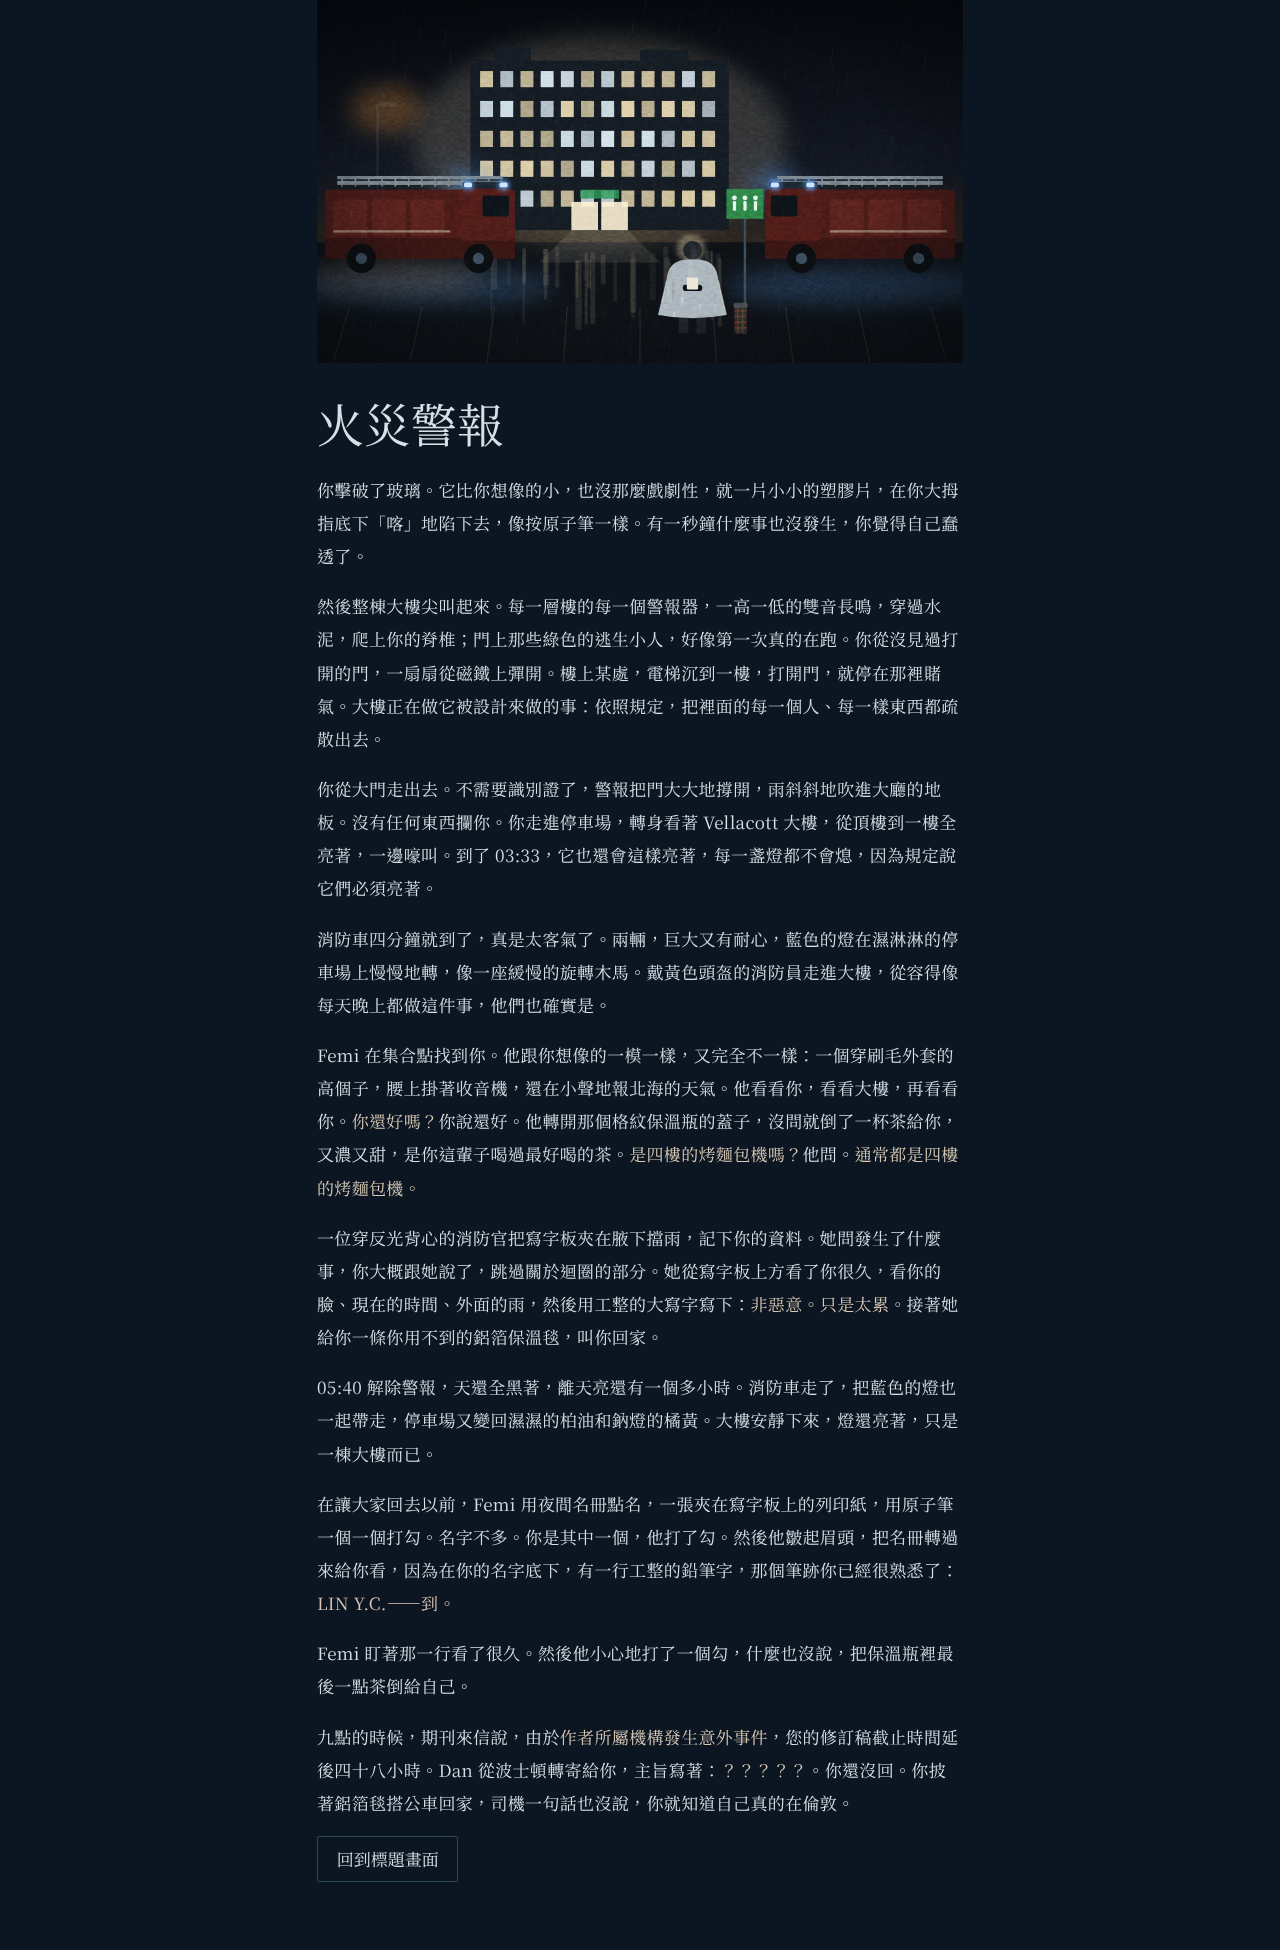 火災警報
你擊破了玻璃。它比你想像的小，也沒那麼戲劇性，就一片小小的塑膠片，在你大拇
指底下「喀」地陷下去，像按原子筆一樣。有一秒鐘什麼事也沒發生，你覺得自己蠢
透了。
然後整棟大樓尖叫起來。每一層樓的每一個警報器，一高一低的雙音長鳴，穿過水
泥，爬上你的脊椎；門上那些綠色的逃生小人，好像第一次真的在跑。你從沒見過打
開的門，一扇扇從磁鐵上彈開。樓上某處，電梯沉到一樓，打開門，就停在那裡賭
氣。大樓正在做它被設計來做的事：依照規定，把裡面的每一個人、每一樣東西都疏
散出去。
你從大門走出去。不需要識別證了，警報把門大大地撐開，雨斜斜地吹進大廳的地
板。沒有任何東西攔你。你走進停車場，轉身看著 Vellacott 大樓，從頂樓到一樓全
亮著，一邊嚎叫。到了 03:33，它也還會這樣亮著，每一盞燈都不會熄，因為規定說
它們必須亮著。
消防車四分鐘就到了，真是太客氣了。兩輛，巨大又有耐心，藍色的燈在濕淋淋的停
車場上慢慢地轉，像一座緩慢的旋轉木馬。戴黃色頭盔的消防員走進大樓，從容得像
每天晚上都做這件事，他們也確實是。
Femi 在集合點找到你。他跟你想像的一模一樣，又完全不一樣：一個穿刷毛外套的
高個子，腰上掛著收音機，還在小聲地報北海的天氣。他看看你，看看大樓，再看看
你。你還好嗎？你說還好。他轉開那個格紋保溫瓶的蓋子，沒問就倒了一杯茶給你，
又濃又甜，是你這輩子喝過最好喝的茶。是四樓的烤麵包機嗎？他問。通常都是四樓
的烤麵包機。
一位穿反光背心的消防官把寫字板夾在腋下擋雨，記下你的資料。她問發生了什麼
事，你大概跟她說了，跳過關於迴圈的部分。她從寫字板上方看了你很久，看你的
臉、現在的時間、外面的雨，然後用工整的大寫字寫下：非惡意。只是太累。接著她
給你一條你用不到的鋁箔保溫毯，叫你回家。
05:40 解除警報，天還全黑著，離天亮還有一個多小時。消防車走了，把藍色的燈也
一起帶走，停車場又變回濕濕的柏油和鈉燈的橘黃。大樓安靜下來，燈還亮著，只是
一棟大樓而已。
在讓大家回去以前，Femi 用夜間名冊點名，一張夾在寫字板上的列印紙，用原子筆
一個一個打勾。名字不多。你是其中一個，他打了勾。然後他皺起眉頭，把名冊轉過
來給你看，因為在你的名字底下，有一行工整的鉛筆字，那個筆跡你已經很熟悉了：
LIN Y.C.——到。
Femi 盯著那一行看了很久。然後他小心地打了一個勾，什麼也沒說，把保溫瓶裡最
後一點茶倒給自己。
九點的時候，期刊來信說，由於作者所屬機構發生意外事件，您的修訂稿截止時間延
後四十八小時。Dan 從波士頓轉寄給你，主旨寫著：？？？？？。你還沒回。你披
著鋁箔毯搭公車回家，司機一句話也沒說，你就知道自己真的在倫敦。
回到標題畫面